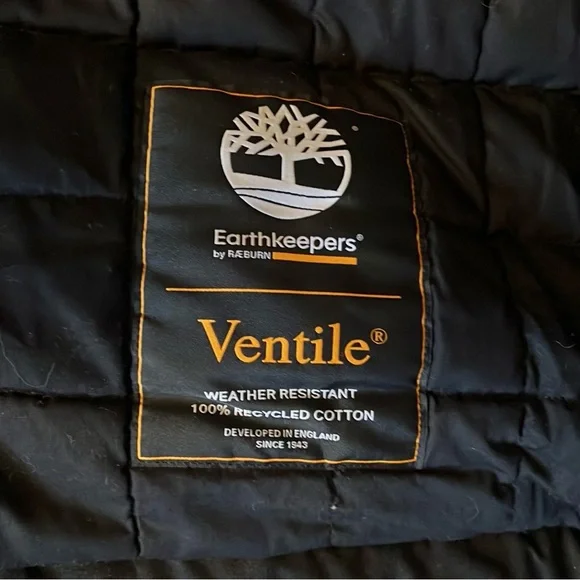 Earthkeepers®
by RÆBURN
Ventile®
WEATHER RESISTANT
100% RECYCLED COTTON
DEVELOPED IN ENGLAND
SINCE 1943